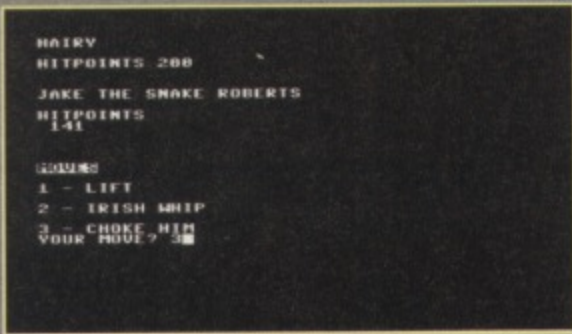 HAIRY
HITPOINTS 200
JAKE THE SNAKE ROBERTS
HITPOINTS
141
MOVES
1 - LIFT
2 - IRISH WHIP
3 - CHOKE HIM
YOUR MOVE? 3